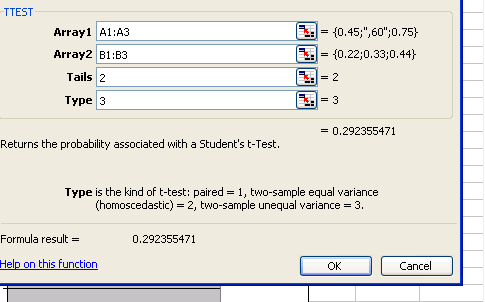 TTEST
Array1 A1:A3 = {0.45;",60";0.75}
Array2 B1:B3 = {0.22;0.33;0.44}
Tails 2 = 2
Type 3 = 3
= 0.292355471
Returns the probability associated with a Student's t-Test.
Type is the kind of t-test: paired = 1, two-sample equal variance
(homoscedastic) = 2, two-sample unequal variance = 3.
Formula result = 0.292355471
Help on this function OK Cancel